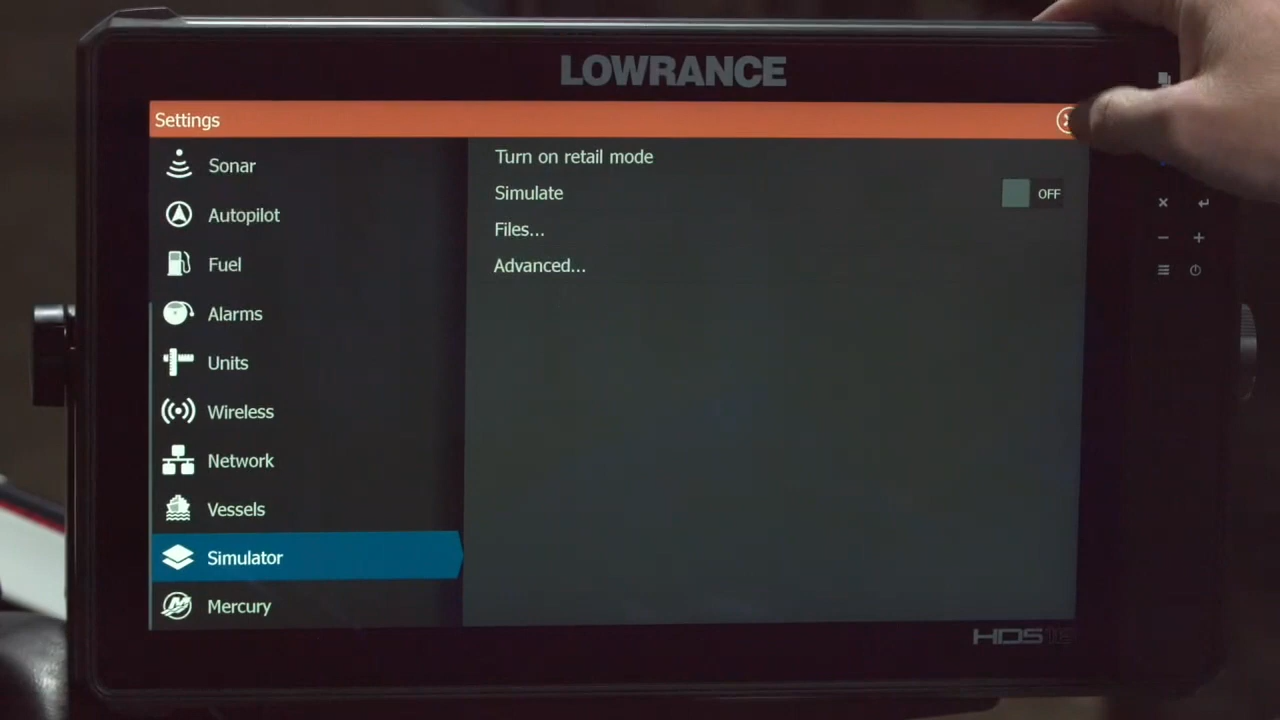 LOWRANCE
Settings
Sonar
Autopilot
Fuel
Alarms
Units
Wireless
Network
Vessels
Simulator
Mercury
Turn on retail mode
Simulate
OFF
Files...
Advanced...
HDS